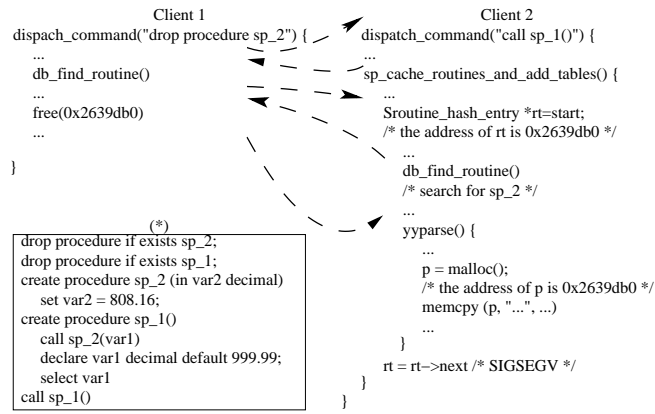 Client 1
dispach_command("drop procedure sp_2") {
...
db_find_routine()
...
free(0x2639db0)
...
}
Client 2
dispatch_command("call sp_1()") {
...
sp_cache_routines_and_add_tables() {
...
Sroutine_hash_entry *rt=start;
/* the address of rt is 0x2639db0 */
...
db_find_routine()
/* search for sp_2 */
...
yyparse() {
...
p = malloc();
/* the address of p is 0x2639db0 */
memcpy (p, "...", ...)
...
}
rt = rt−>next /* SIGSEGV */
}
}
(*)
drop procedure if exists sp_2;
drop procedure if exists sp_1;
create procedure sp_2 (in var2 decimal)
set var2 = 808.16;
create procedure sp_1()
call sp_2(var1)
declare var1 decimal default 999.99;
select var1
call sp_1()